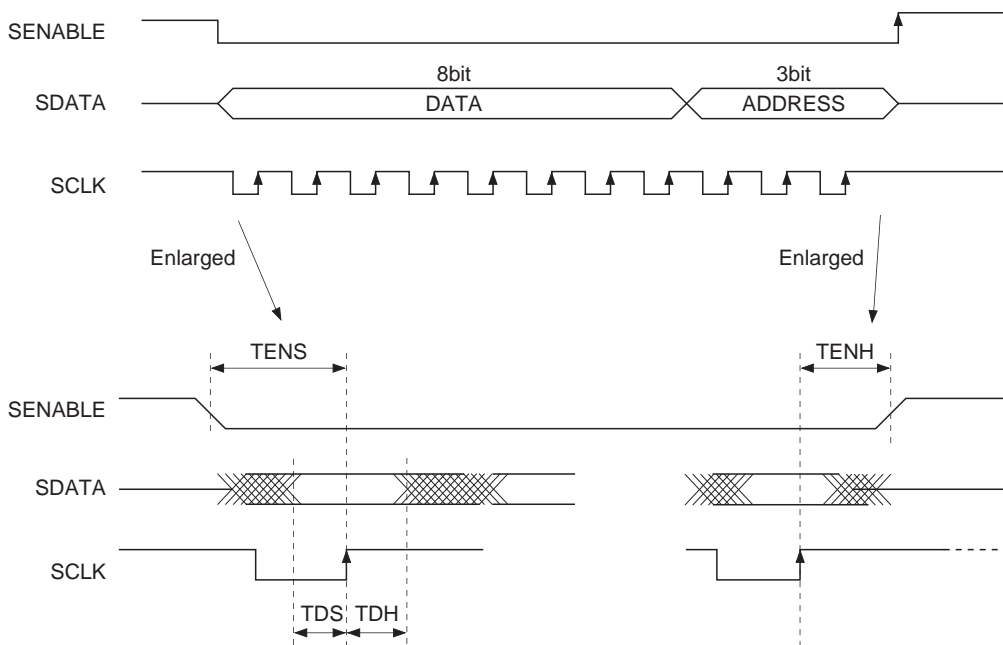 SENABLE
8bit
3bit
SDATA
DATA
ADDRESS
SCLK
Enlarged
Enlarged
TENS
TENH
SENABLE
SDATA
SCLK
TDS
TDH